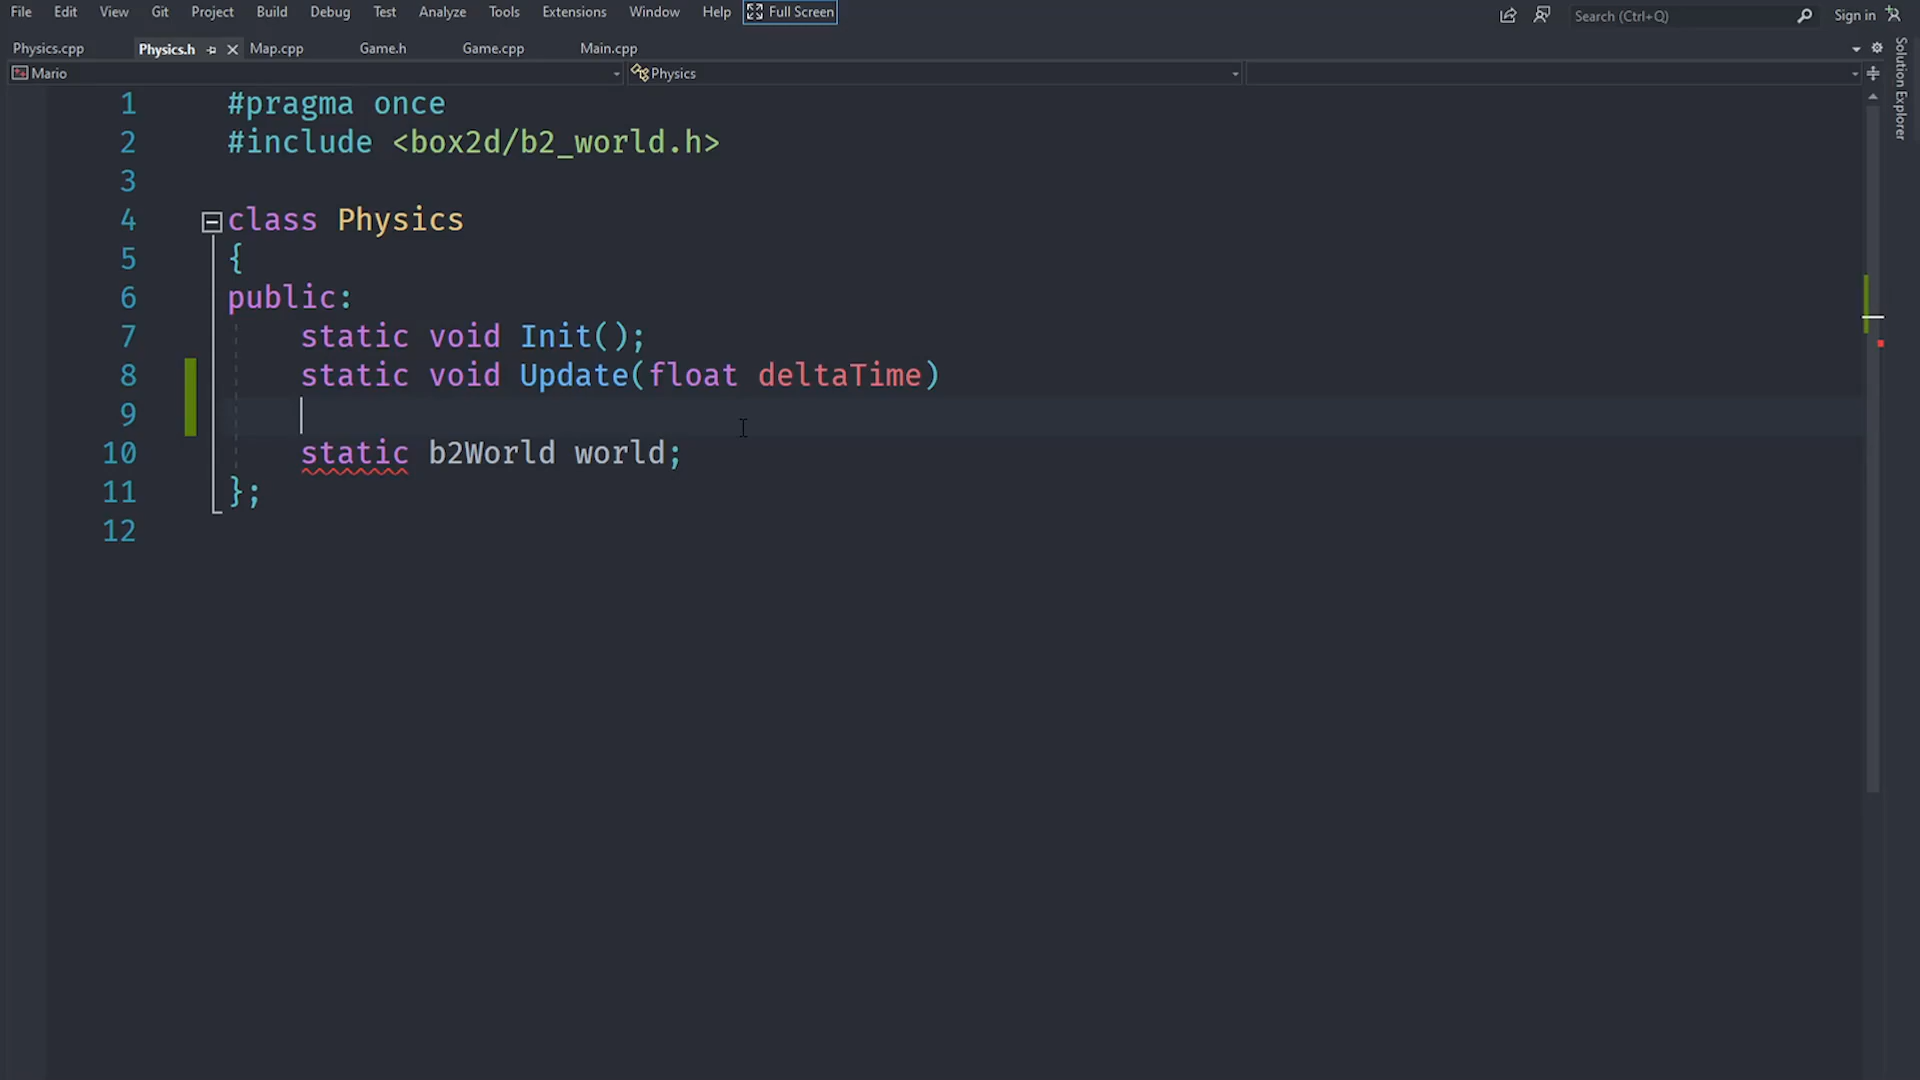 File Edit View Git Project Build Debug Test Analyze Tools Extensions Window Help Full Screen Search (Ctrl+Q) Sign in
Physics.cpp Physics.h Map.cpp Game.h Game.cpp Main.cpp
Mario Physics
Solution Explorer
1 #pragma once
2 #include <box2d/b2_world.h>
3
4 class Physics
5 {
6 public:
7 static void Init();
8 static void Update(float deltaTime)
9
10 static b2World world;
11 };
12